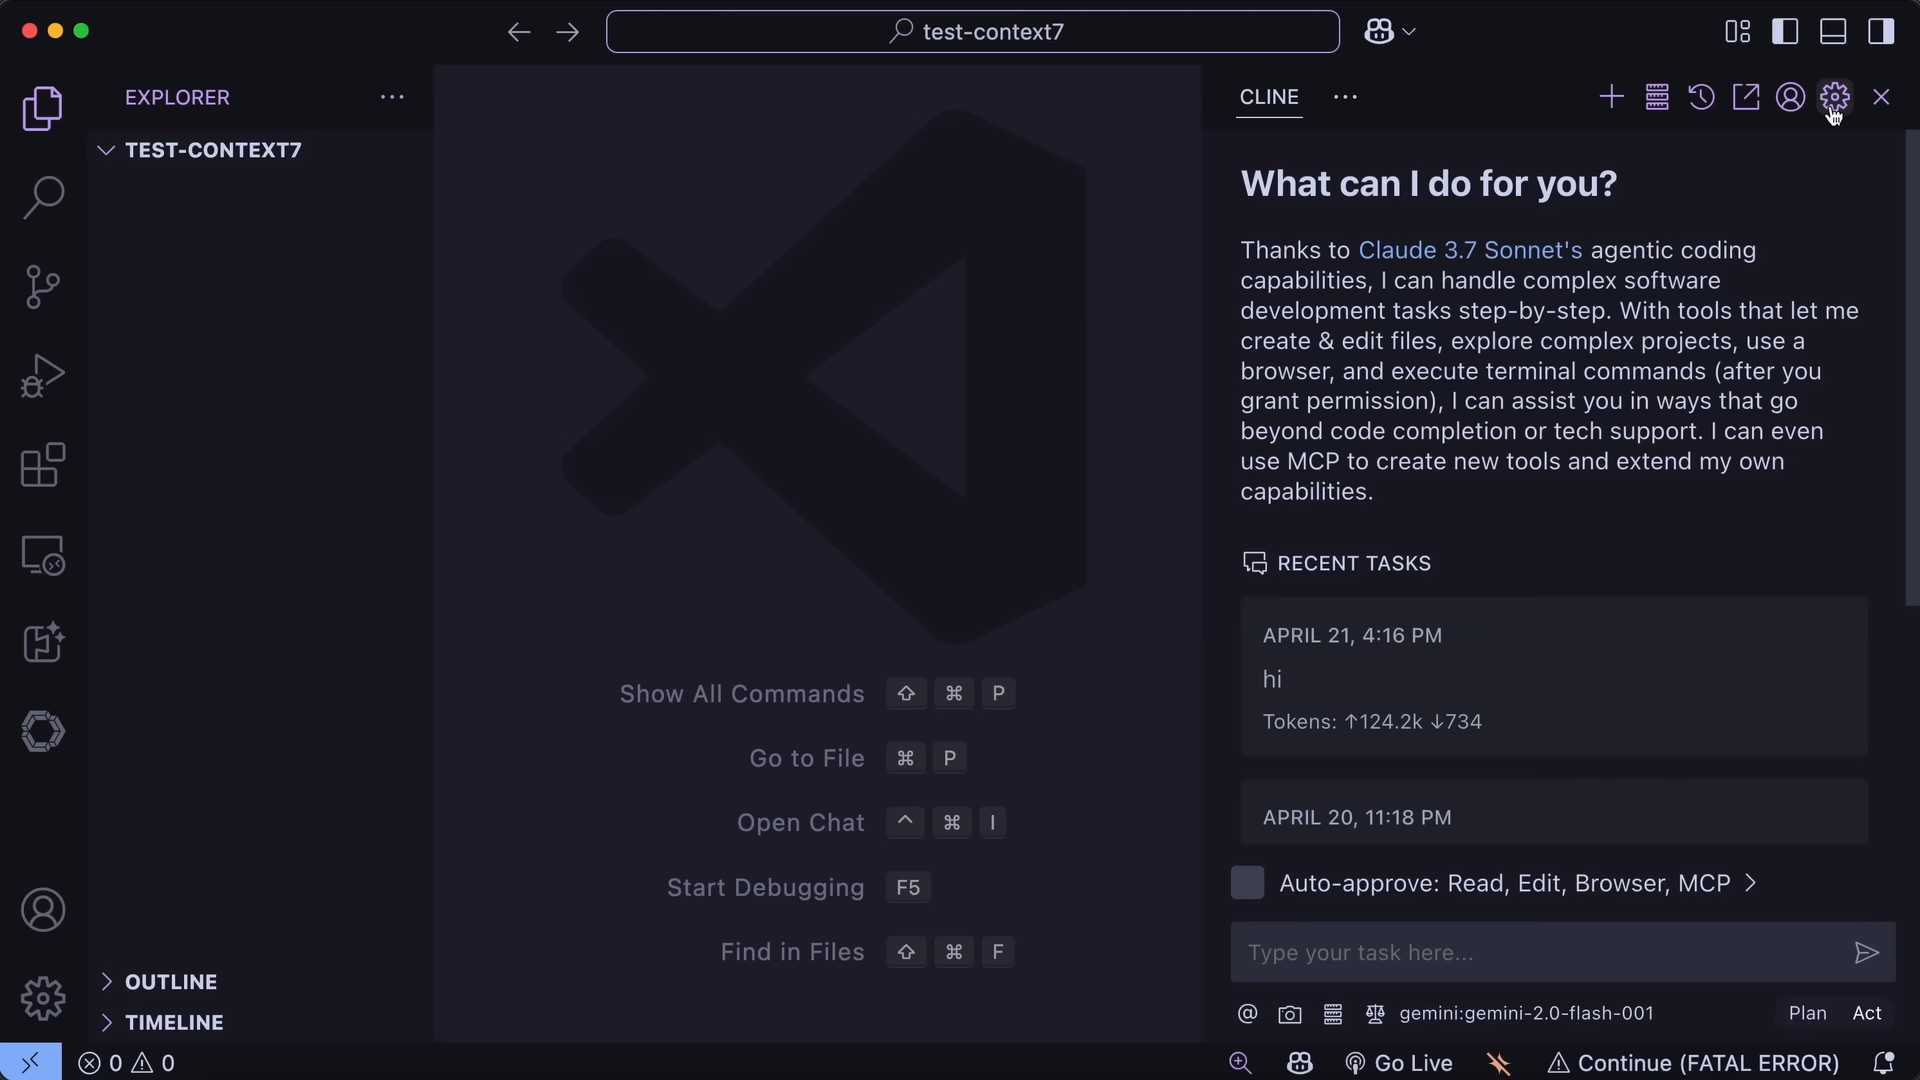 test-context7
EXPLORER
TEST-CONTEXT7
OUTLINE
TIMELINE
Show All Commands ⇧ ⌘ P
Go to File ⌘ P
Open Chat ^ ⌘ I
Start Debugging F5
Find in Files ⇧ ⌘ F
CLINE
What can I do for you?
Thanks to Claude 3.7 Sonnet's agentic coding
capabilities, I can handle complex software
development tasks step-by-step. With tools that let me
create & edit files, explore complex projects, use a
browser, and execute terminal commands (after you
grant permission), I can assist you in ways that go
beyond code completion or tech support. I can even
use MCP to create new tools and extend my own
capabilities.
RECENT TASKS
APRIL 21, 4:16 PM
hi
Tokens: ↑124.2k ↓734
APRIL 20, 11:18 PM
Auto-approve: Read, Edit, Browser, MCP
Type your task here...
@ gemini:gemini-2.0-flash-001 Plan Act
0 0 Go Live Continue (FATAL ERROR)